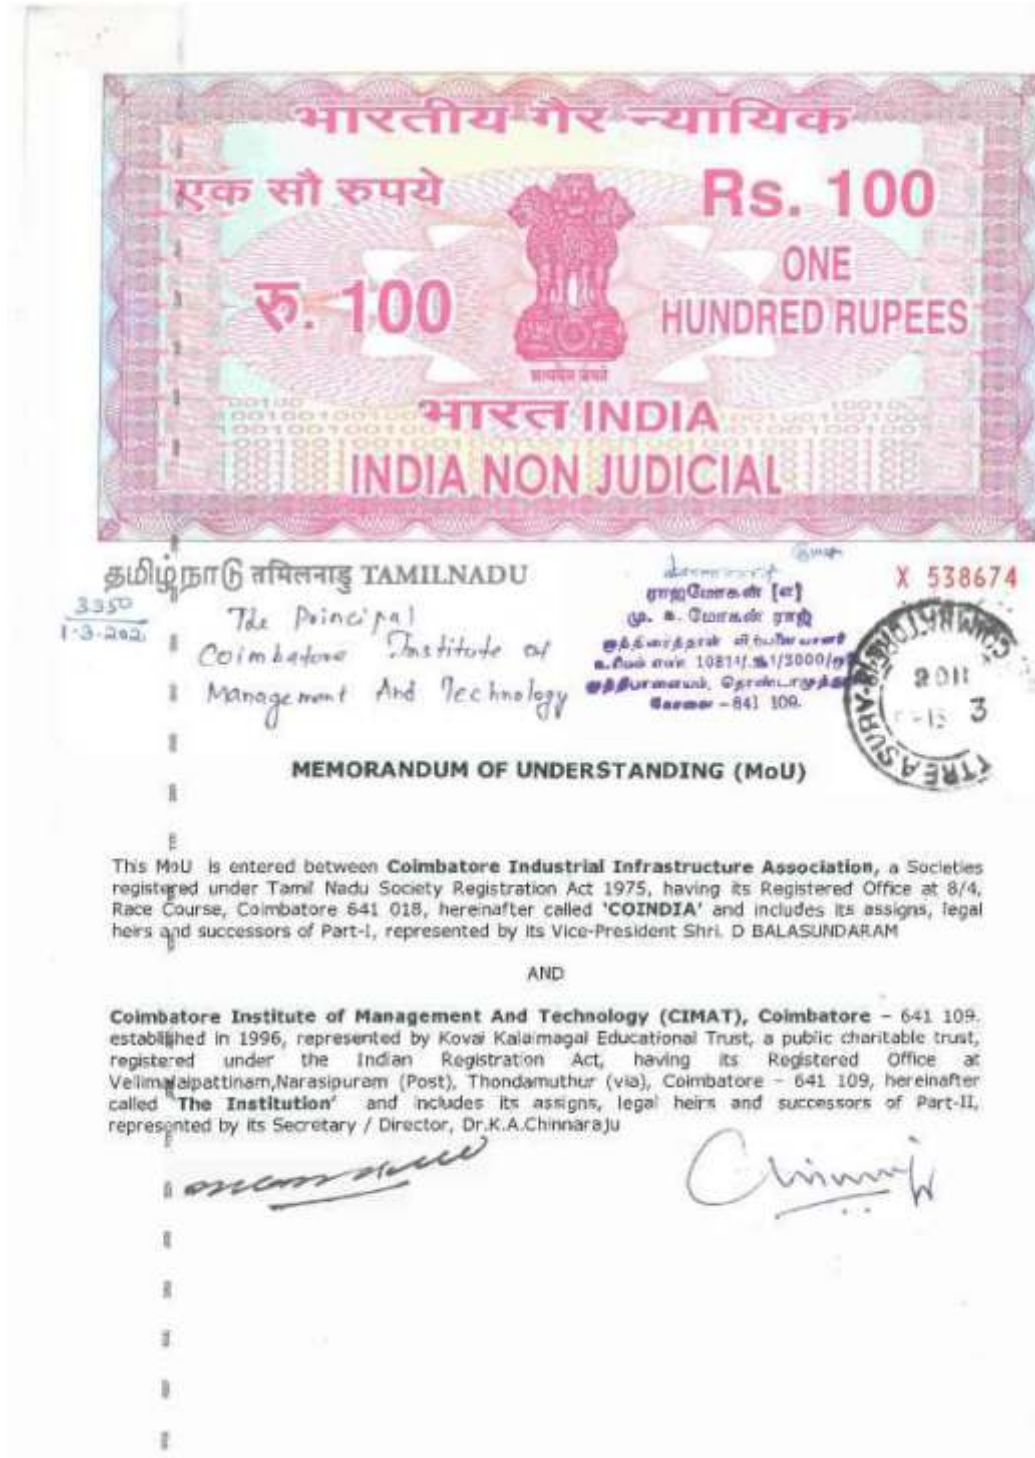 भारतीय गैर न्यायिक
एक सौ रुपये
Rs. 100
रु. 100
ONE
HUNDRED RUPEES
सत्यमेव जयते
भारत INDIA
INDIA NON JUDICIAL
தமிழ்நாடு तमिलनाडु TAMILNADU
X 538674
3350
The Principal
Coimbatore Institute of
Management And Technology
ராஜமோகன் [எ]
மு. க. மோகன் ராஜ்
கோவை – 641 109.
2011
3
MEMORANDUM OF UNDERSTANDING (MoU)
This MoU is entered between Coimbatore Industrial Infrastructure Association, a Societies
registered under Tamil Nadu Society Registration Act 1975, having its Registered Office at 8/4,
Race Course, Coimbatore 641 018, hereinafter called 'COINDIA' and includes its assigns, legal
heirs and successors of Part-I, represented by its Vice-President Shri. D BALASUNDARAM
AND
Coimbatore Institute of Management And Technology (CIMAT), Coimbatore – 641 109.
established in 1996, represented by Kovai Kalaimagal Educational Trust, a public charitable trust,
registered under the Indian Registration Act, having its Registered Office at
Vellimalaipattinam,Narasipuram (Post), Thondamuthur (via), Coimbatore – 641 109, hereinafter
called 'The Institution' and includes its assigns, legal heirs and successors of Part-II,
represented by its Secretary / Director, Dr.K.A.Chinnaraju